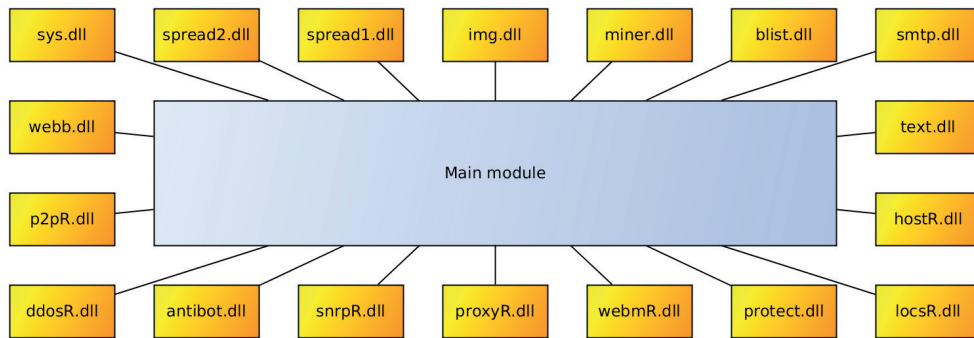 sys.dll
spread2.dll
spread1.dll
img.dll
miner.dll
blist.dll
smtp.dll
webb.dll
text.dll
Main module
p2pR.dll
hostR.dll
ddosR.dll
antibot.dll
snrpR.dll
proxyR.dll
webmR.dll
protect.dll
locsR.dll